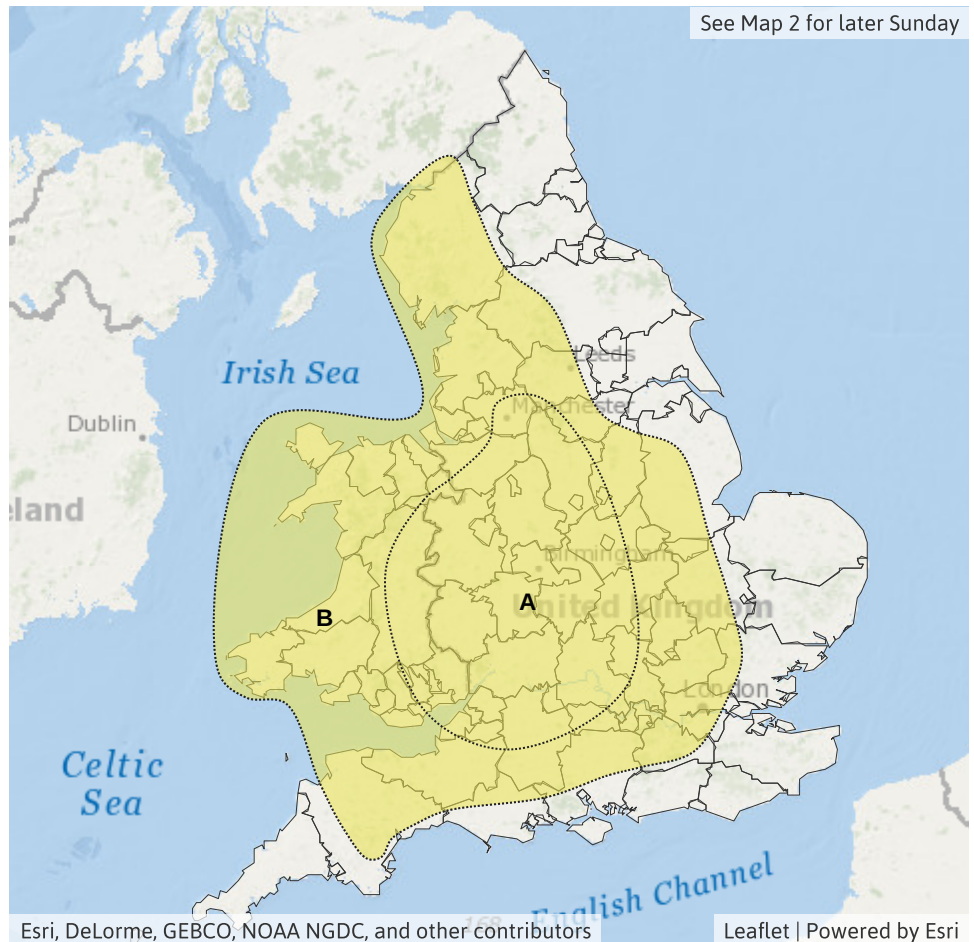 See Map 2 for later Sunday
Leeds
Irish Sea
Manchester
Dublin
eland
Birmingham
A
United Kingdom
B
London
Celtic
Sea
English Channel
168
Esri, DeLorme, GEBCO, NOAA NGDC, and other contributors
Leaflet | Powered by Esri